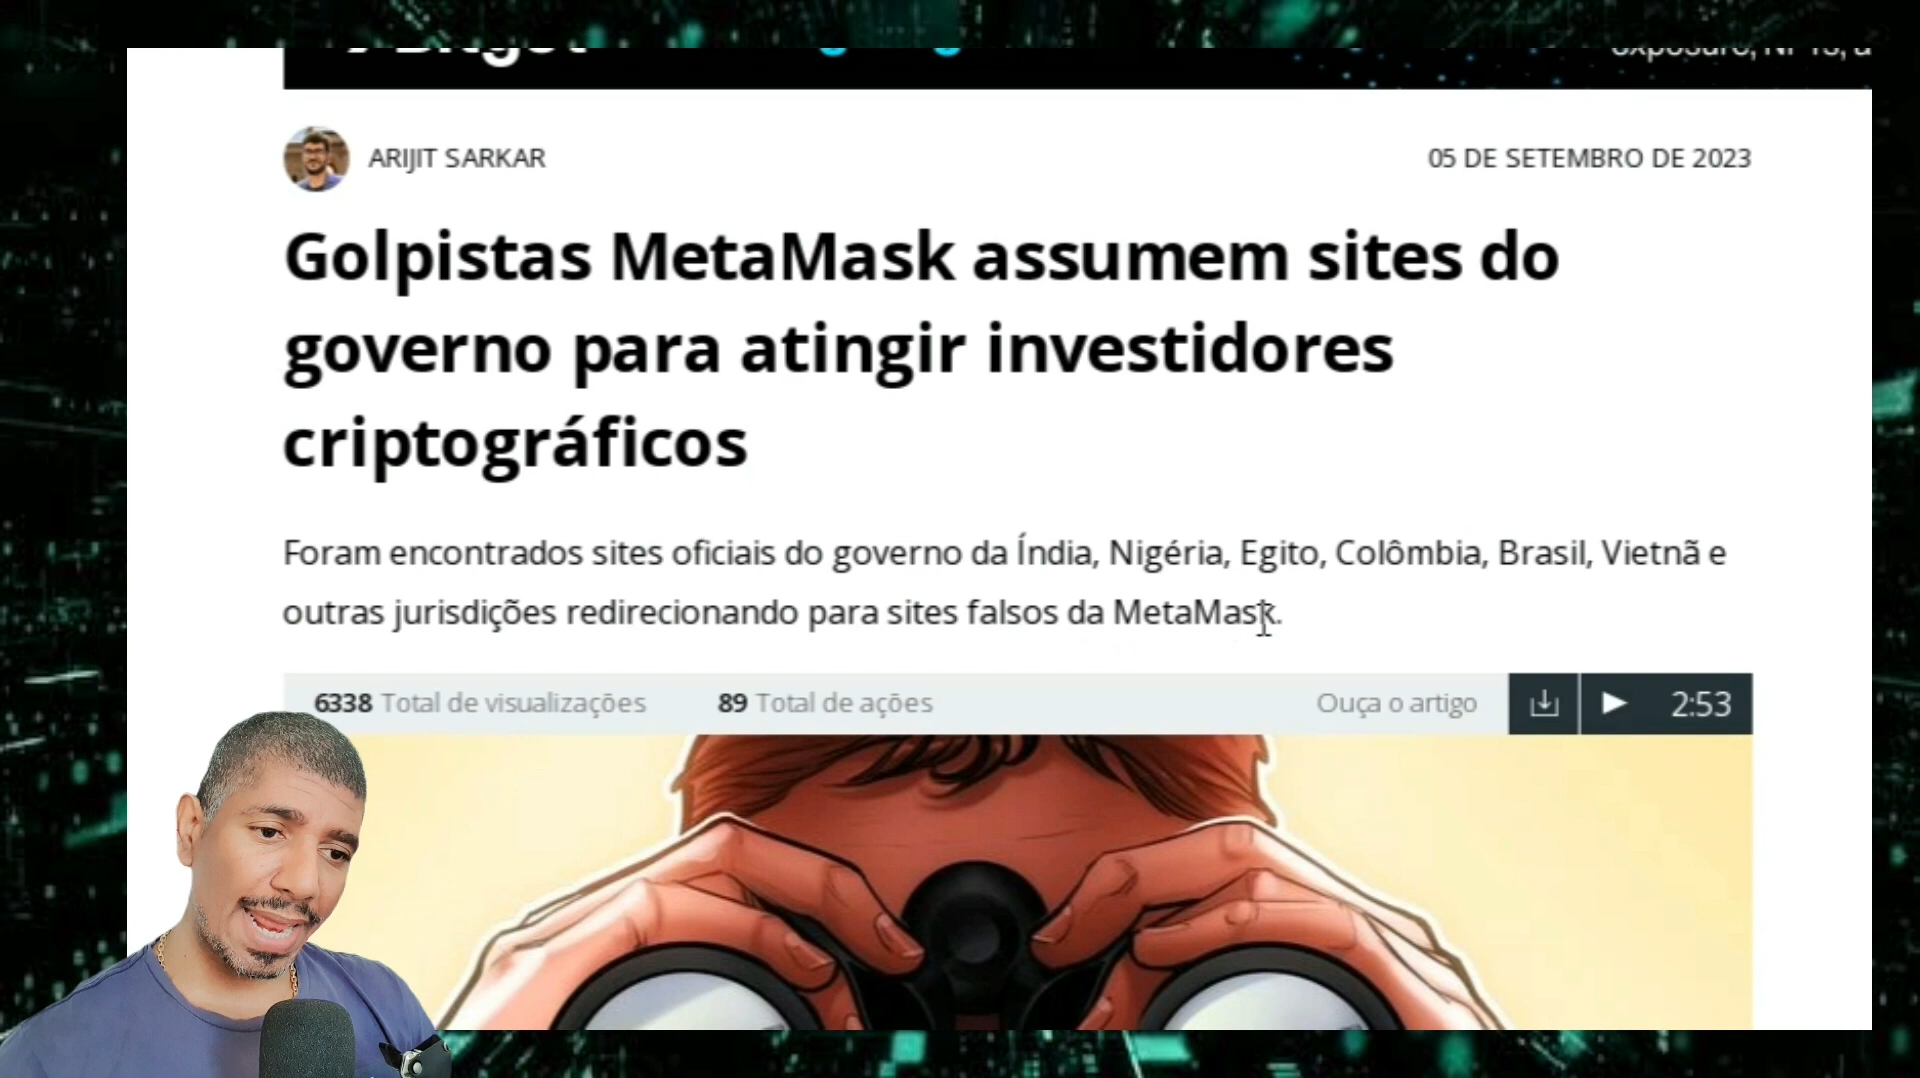 ARIJIT SARKAR
05 DE SETEMBRO DE 2023
Golpistas MetaMask assumem sites do
governo para atingir investidores
criptográficos
Foram encontrados sites oficiais do governo da Índia, Nigéria, Egito, Colômbia, Brasil, Vietnã e
outras jurisdições redirecionando para sites falsos da MetaMask.
6338 Total de visualizações 89 Total de ações Ouça o artigo 2:53